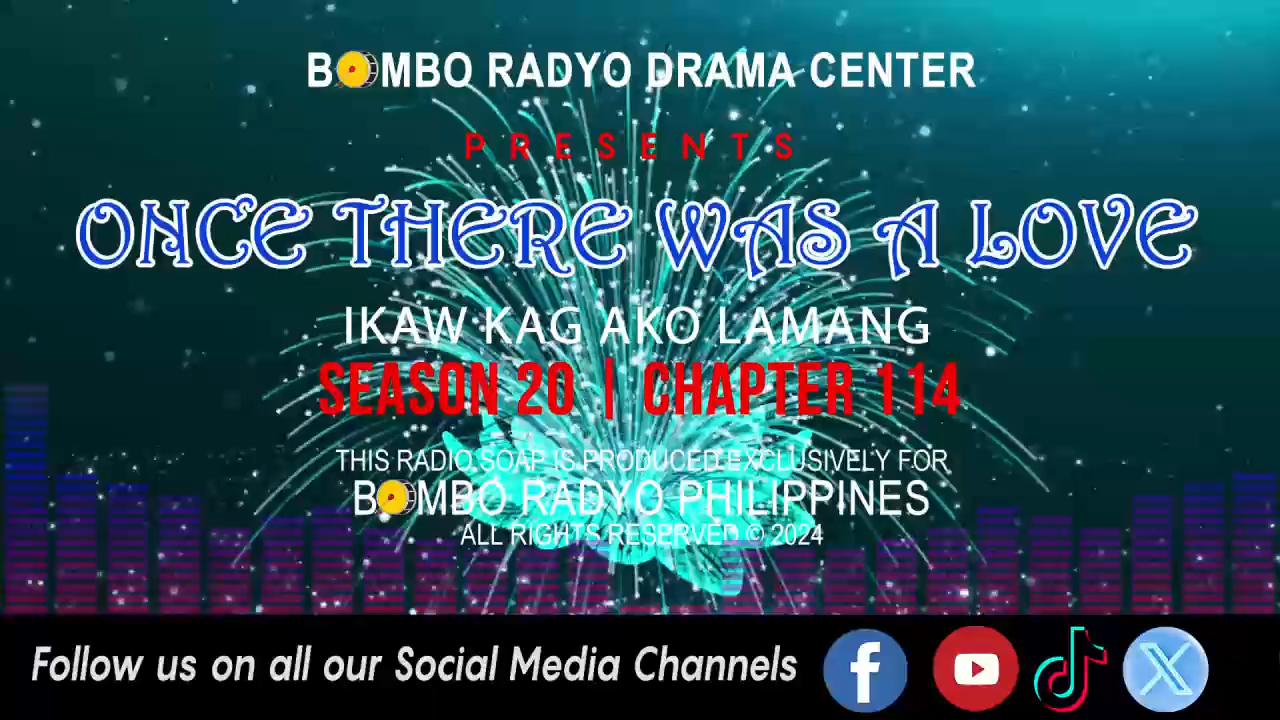 BOMBO RADYO DRAMA CENTER
PRESENTS
ONCE THERE WAS A LOVE
IKAW KAG AKO LAMANG
SEASON 20 | CHAPTER 114
THIS RADIO SOAP IS PRODUCED EXCLUSIVELY FOR
BOMBO RADYO PHILIPPINES
ALL RIGHTS RESERVED © 2024
Follow us on all our Social Media Channels